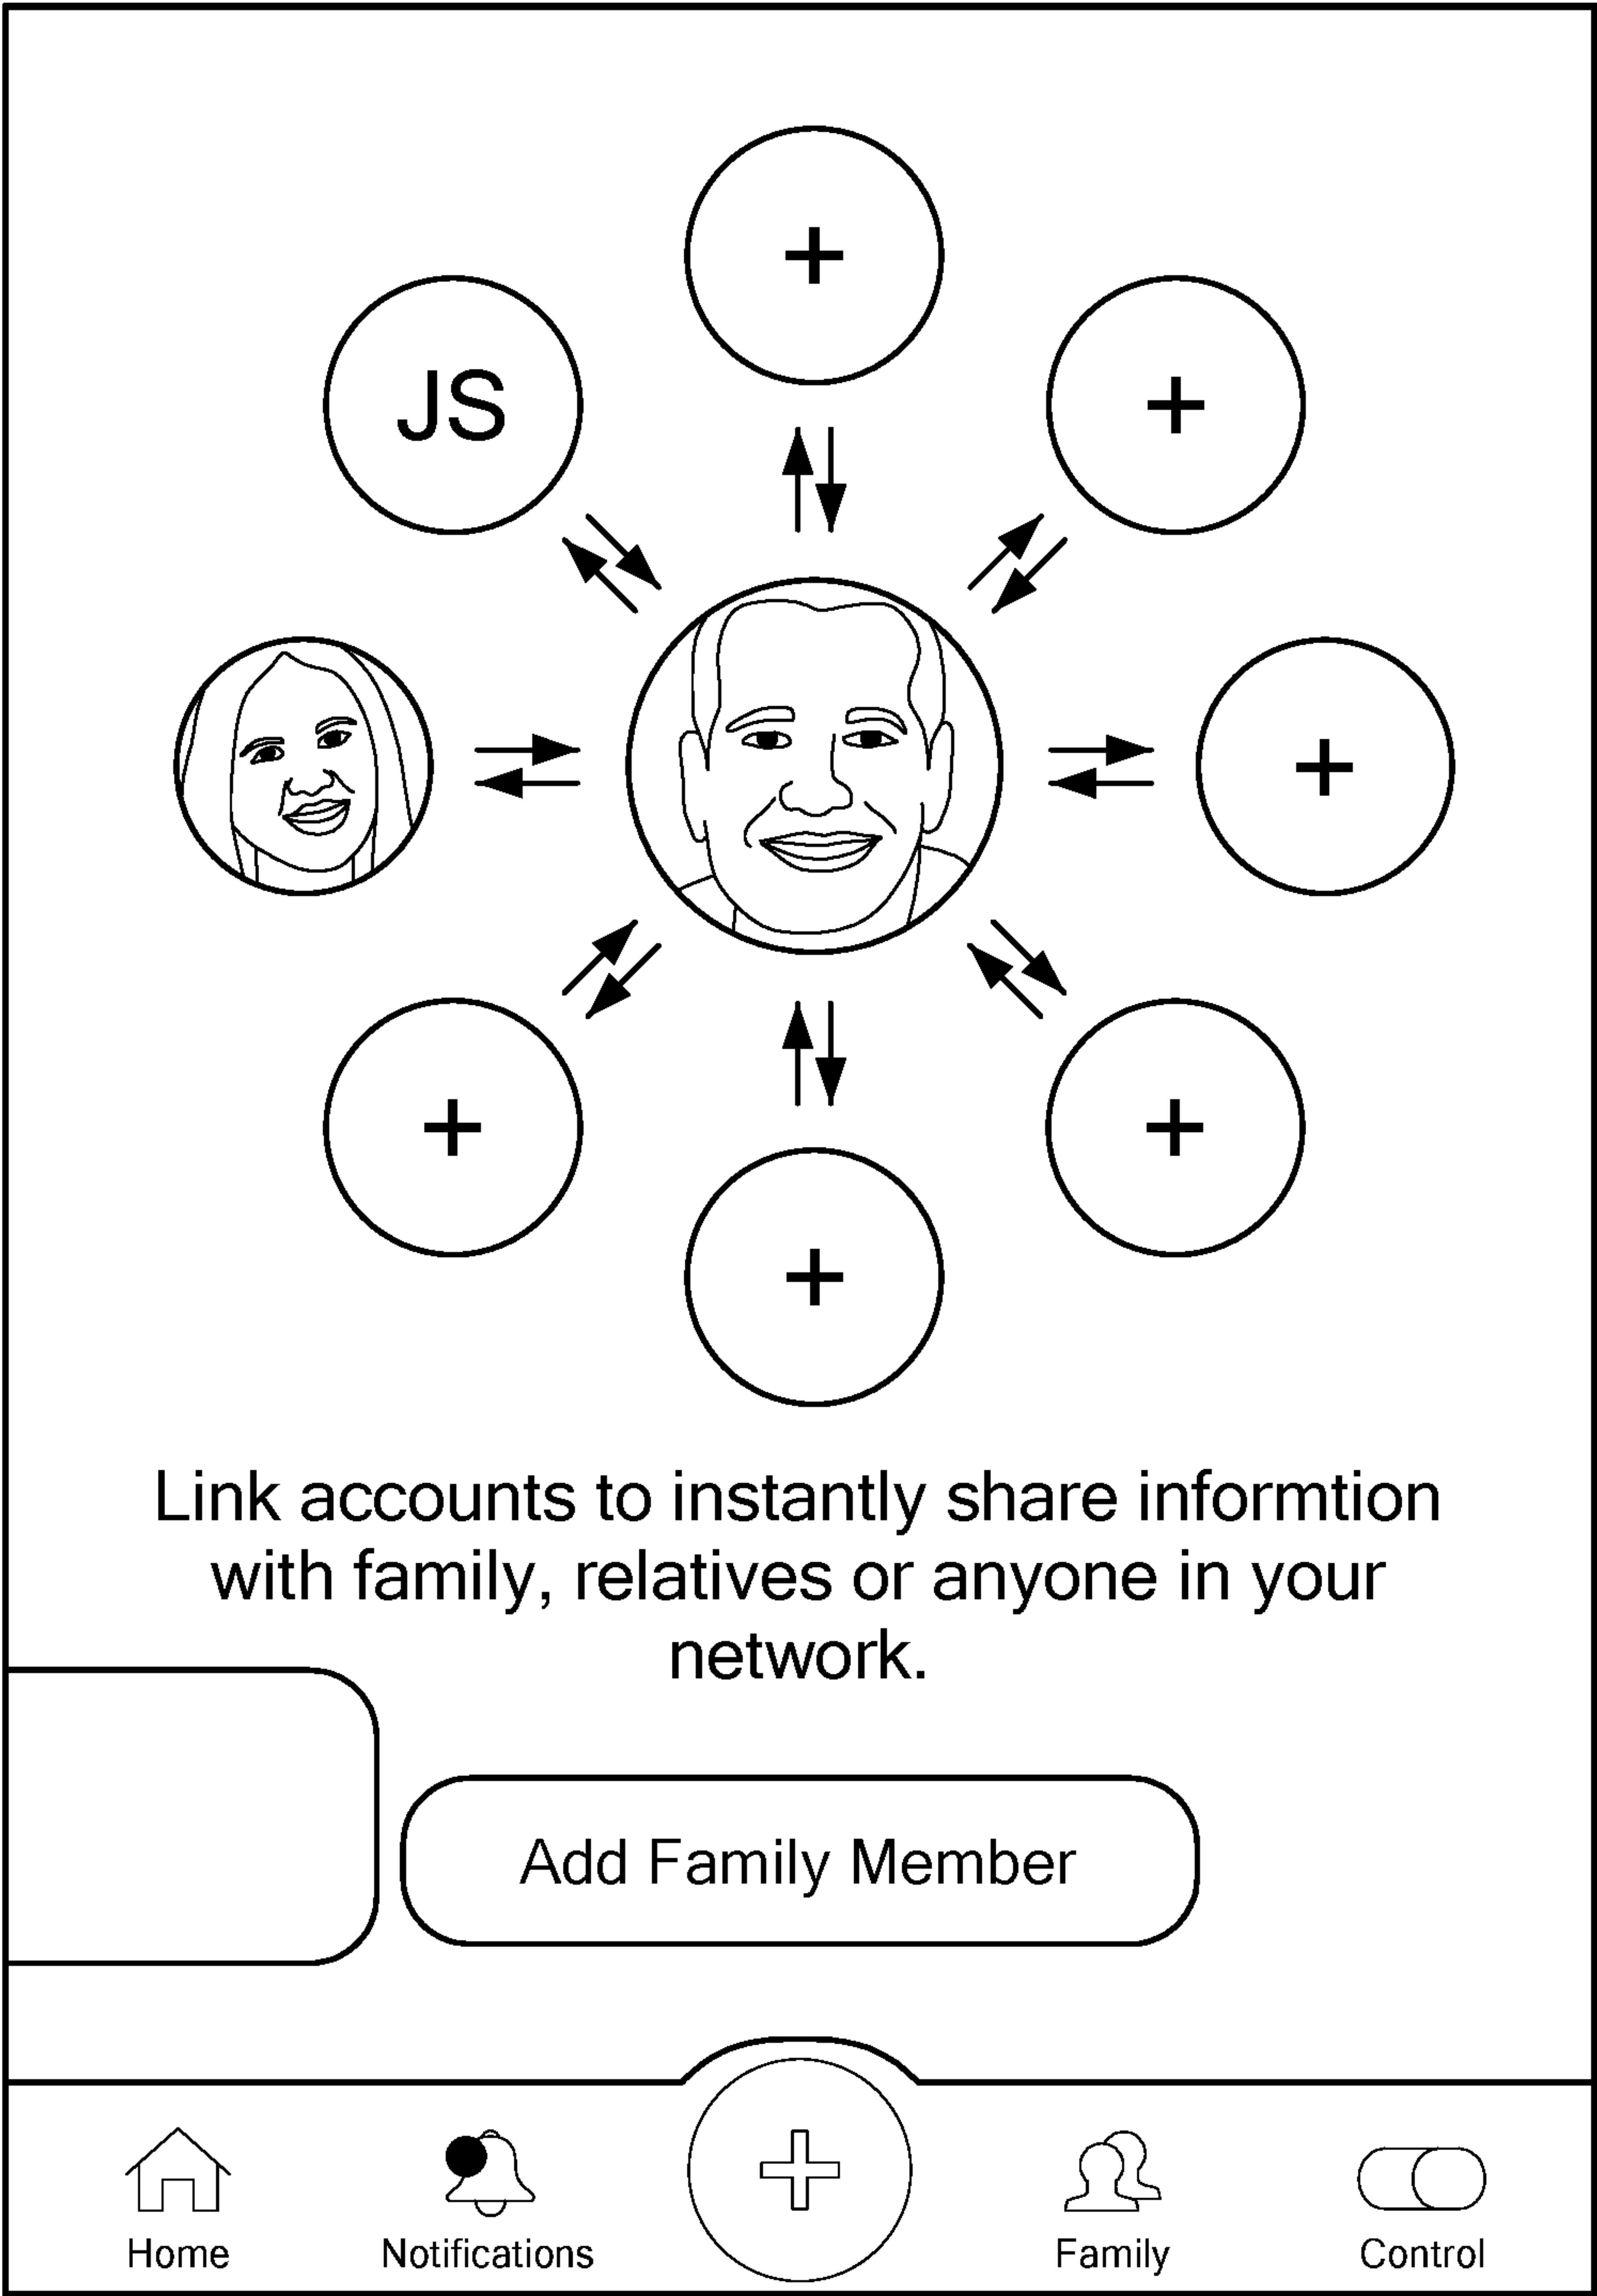 +
JS
+
+
+
+
+
Link accounts to instantly share informtion
with family, relatives or anyone in your
network.
Add Family Member
+
Home
Notifications
Family
Control